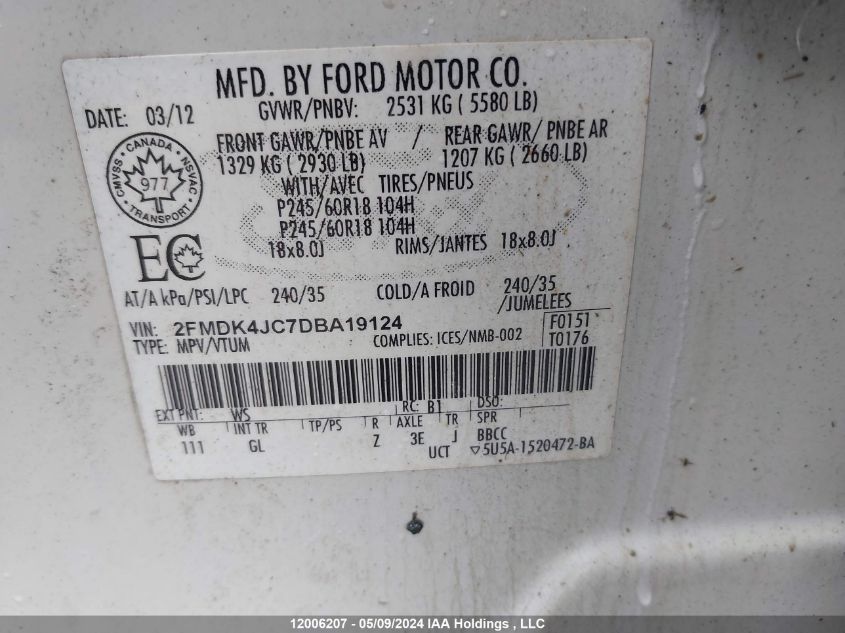 MFD. BY FORD MOTOR CO.
DATE: 03/12 GVWR/PNBV: 2531 KG ( 5580 LB)
FRONT GAWR/PNBE AV / REAR GAWR/ PNBE AR
1329 KG ( 2930 LB) 1207 KG ( 2660 LB)
WITH/AVEC TIRES/PNEUS
P245/60R18 104H
P245/60R18 104H
18x8.0J RIMS/JANTES 18x8.0J
CANADA
CMVSS NSVAC
977
TRANSPORT
EC
AT/A kPa/PSI/LPC 240/35 COLD/A FROID 240/35
/JUMELEES
VIN: 2FMDK4JC7DBA19124 F0151
TYPE: MPV/VTUM COMPLIES: ICES/NMB-002 T0176
EXT PNT: WS RC: B1 DSO:
WB INT TR TP/PS R AXLE TR SPR
111 GL Z 3E J BBCC
UCT ▽5U5A-1520472-BA
12006207 - 05/09/2024 IAA Holdings , LLC